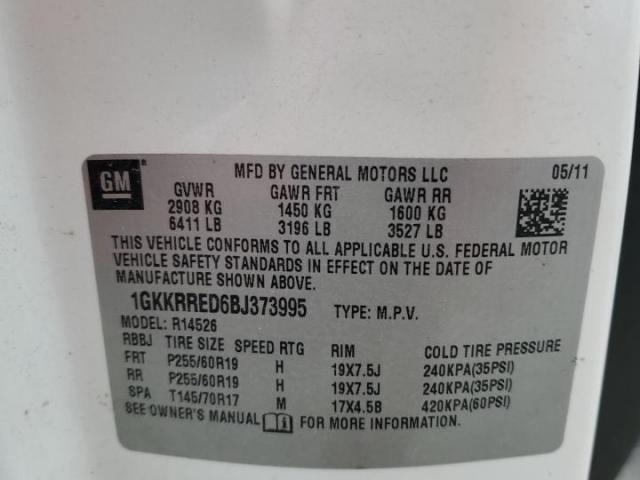 GM ® MFD BY GENERAL MOTORS LLC 05/11
GVWR GAWR FRT GAWR RR
2908 KG 1450 KG 1600 KG
6411 LB 3196 LB 3527 LB
THIS VEHICLE CONFORMS TO ALL APPLICABLE U.S. FEDERAL MOTOR
VEHICLE SAFETY STANDARDS IN EFFECT ON THE DATE OF
MANUFACTURE SHOWN ABOVE.
1GKKRRED6BJ373995 TYPE: M.P.V.
MODEL: R14526
RBBJ TIRE SIZE SPEED RTG RIM COLD TIRE PRESSURE
FRT P255/60R19 H 19X7.5J 240KPA(35PSI)
RR P255/60R19 H 19X7.5J 240KPA(35PSI)
SPA T145/70R17 M 17X4.5B 420KPA(60PSI)
SEE OWNER'S MANUAL i FOR MORE INFORMATION.